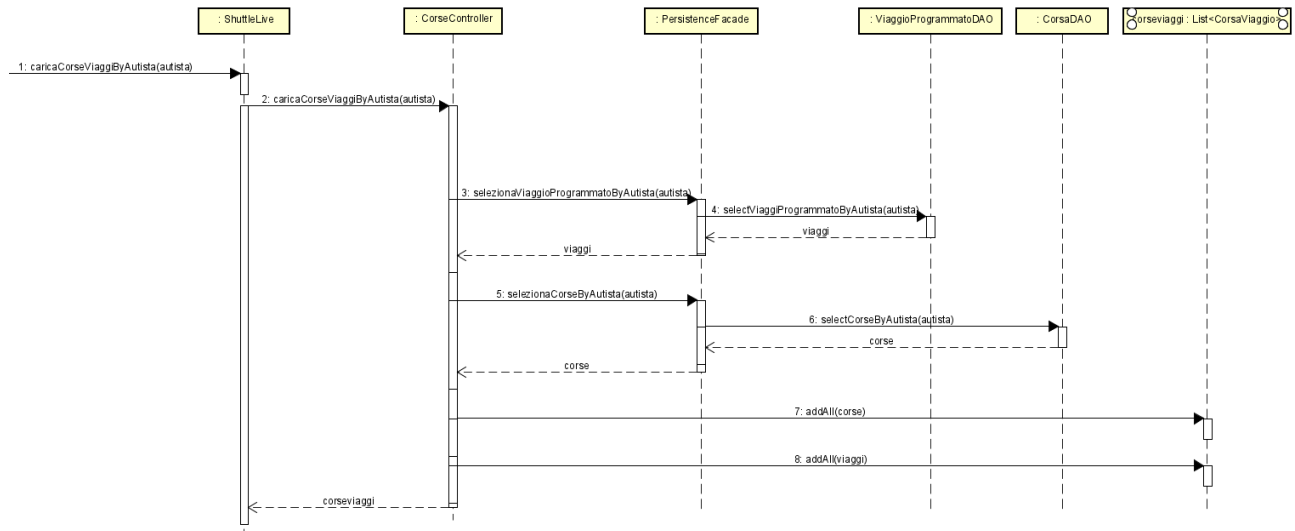 : ShuttleLive
: CorseController
: PersistenceFacade
: ViaggioProgrammatoDAO
: CorsaDAO
corseviaggi : List<CorsaViaggio>
1: caricaCorseViaggiByAutista(autista)
2: caricaCorseViaggiByAutista(autista)
3: selezionaViaggioProgrammatoByAutista(autista)
4: selectViaggiProgrammatoByAutista(autista)
viaggi
viaggi
5: selezionaCorseByAutista(autista)
6: selectCorseByAutista(autista)
corse
corse
7: addAll(corse)
8: addAll(viaggi)
corseviaggi